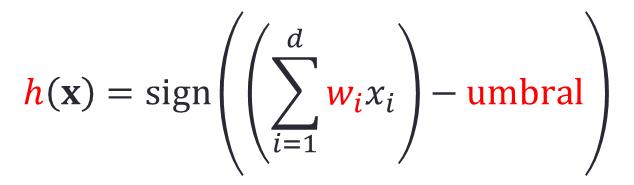 h(x) = sign((∑_{i=1}^{d} w_i x_i) − umbral)